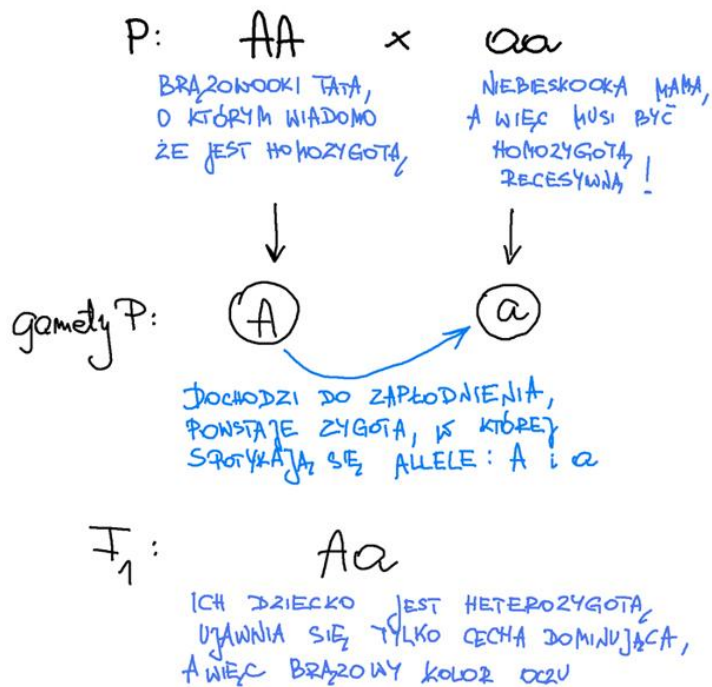 P: AA × aa
BRĄZOWOOKI TATA,
O KTÓRYM WIADOMO
ŻE JEST HOMOZYGOTĄ
NIEBIESKOOKA MAMA,
A WIĘC MUSI BYĆ
HOMOZYGOTĄ
RECESYWNĄ!
gamety P: A a
DOCHODZI DO ZAPŁODNIENIA,
POWSTAJE ZYGOTA, W KTÓREJ
SPOTYKAJĄ SIĘ ALLELE: A i a
F1: Aa
ICH DZIECKO JEST HETEROZYGOTĄ,
UJAWNIA SIĘ TYLKO CECHA DOMINUJĄCA,
A WIĘC BRĄZOWY KOLOR OCZU